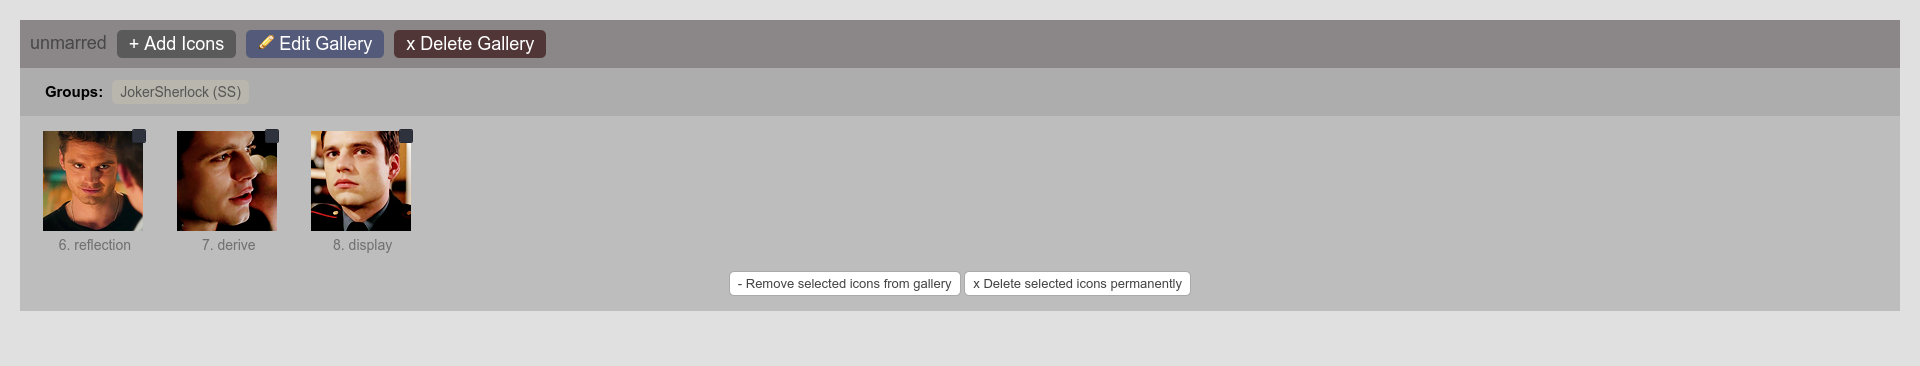 unmarred + Add Icons Edit Gallery x Delete Gallery
Groups: JokerSherlock (SS)
6. reflection 7. derive 8. display
- Remove selected icons from gallery x Delete selected icons permanently